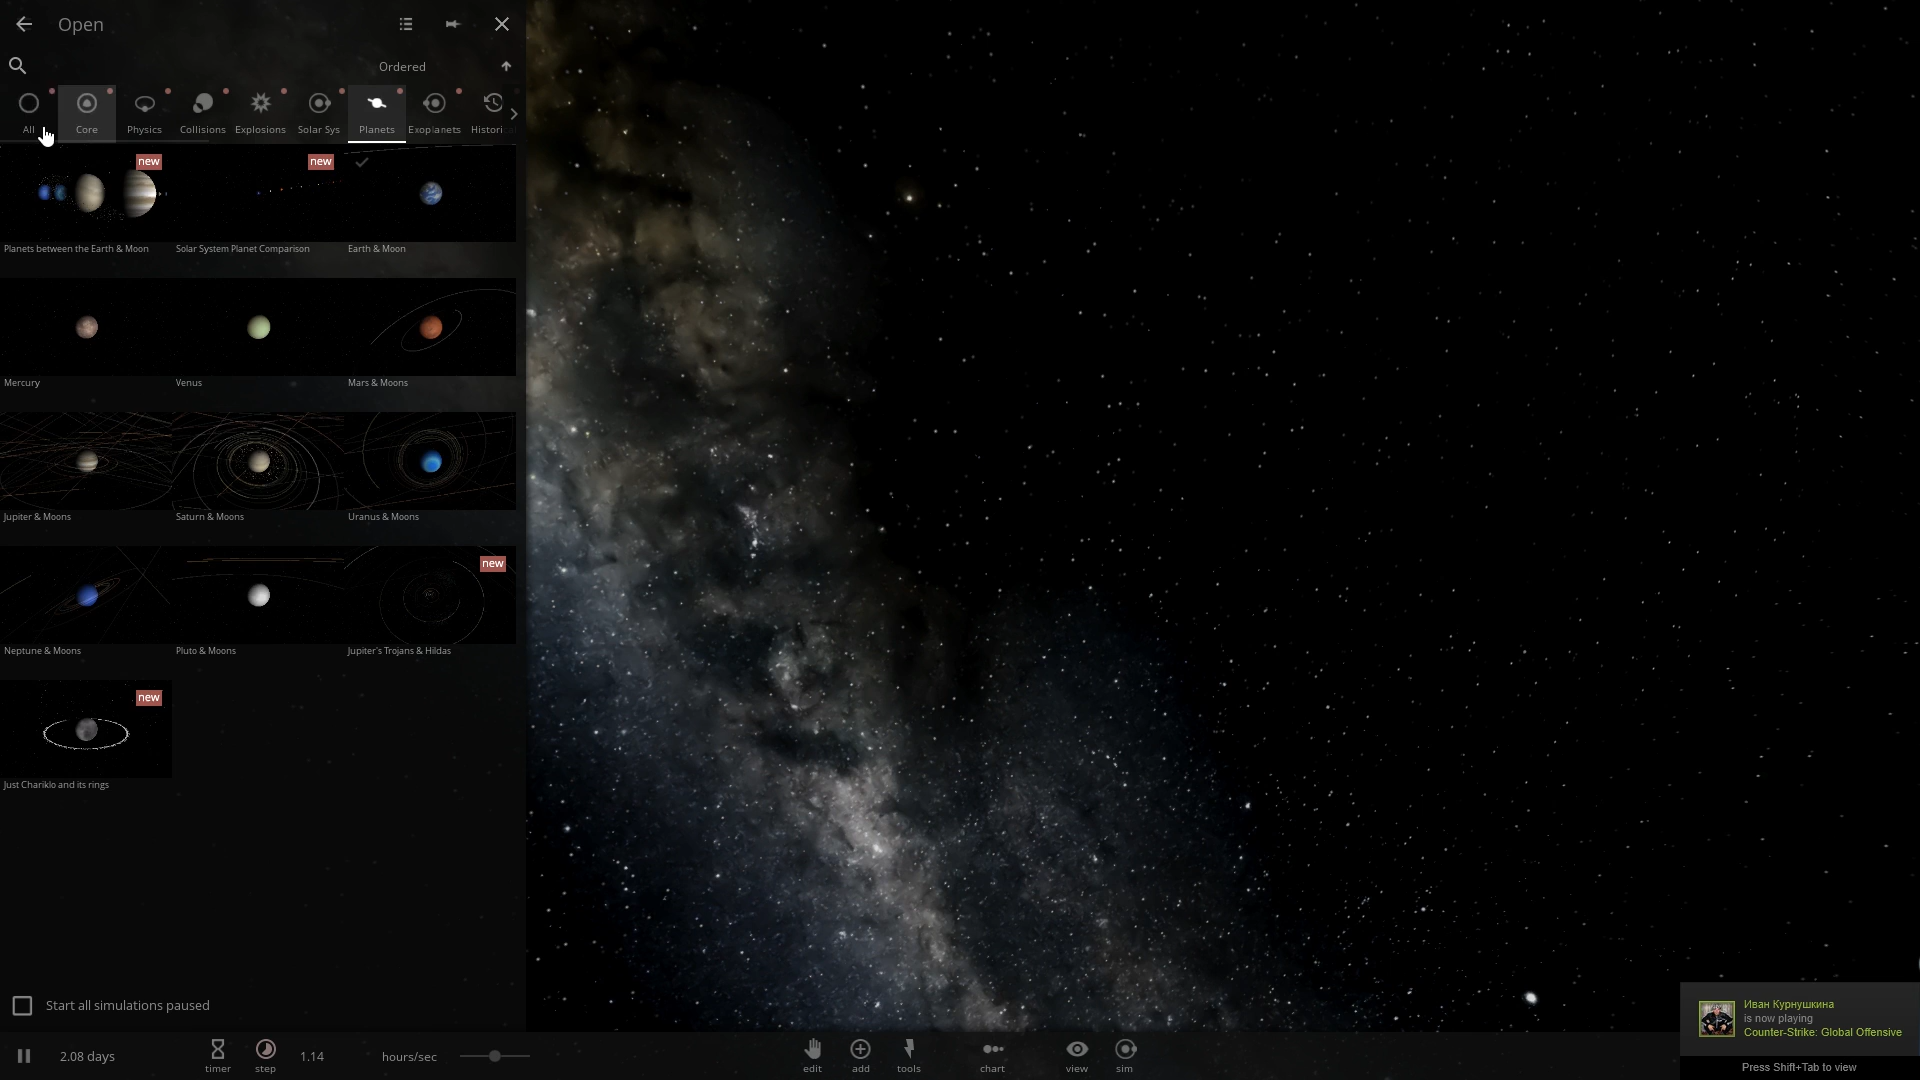 Open
Ordered
All
Core
Physics
Collisions
Explosions
Solar Sys
Planets
Exoplanets
new
new
Planets between the Earth & Moon
Solar System Planet Comparison
Earth & Moon
Mercury
Venus
Mars & Moons
Jupiter & Moons
Saturn & Moons
Uranus & Moons
new
Neptune & Moons
Pluto & Moons
Jupiter's Trojans & Hildas
new
Just Chariklo and its rings
Start all simulations paused
2.08 days
timer
step
1.14
hours/sec
edit
add
tools
chart
view
sim
Иван Курнушкина
is now playing
Counter-Strike: Global Offensive
Press Shift+Tab to view